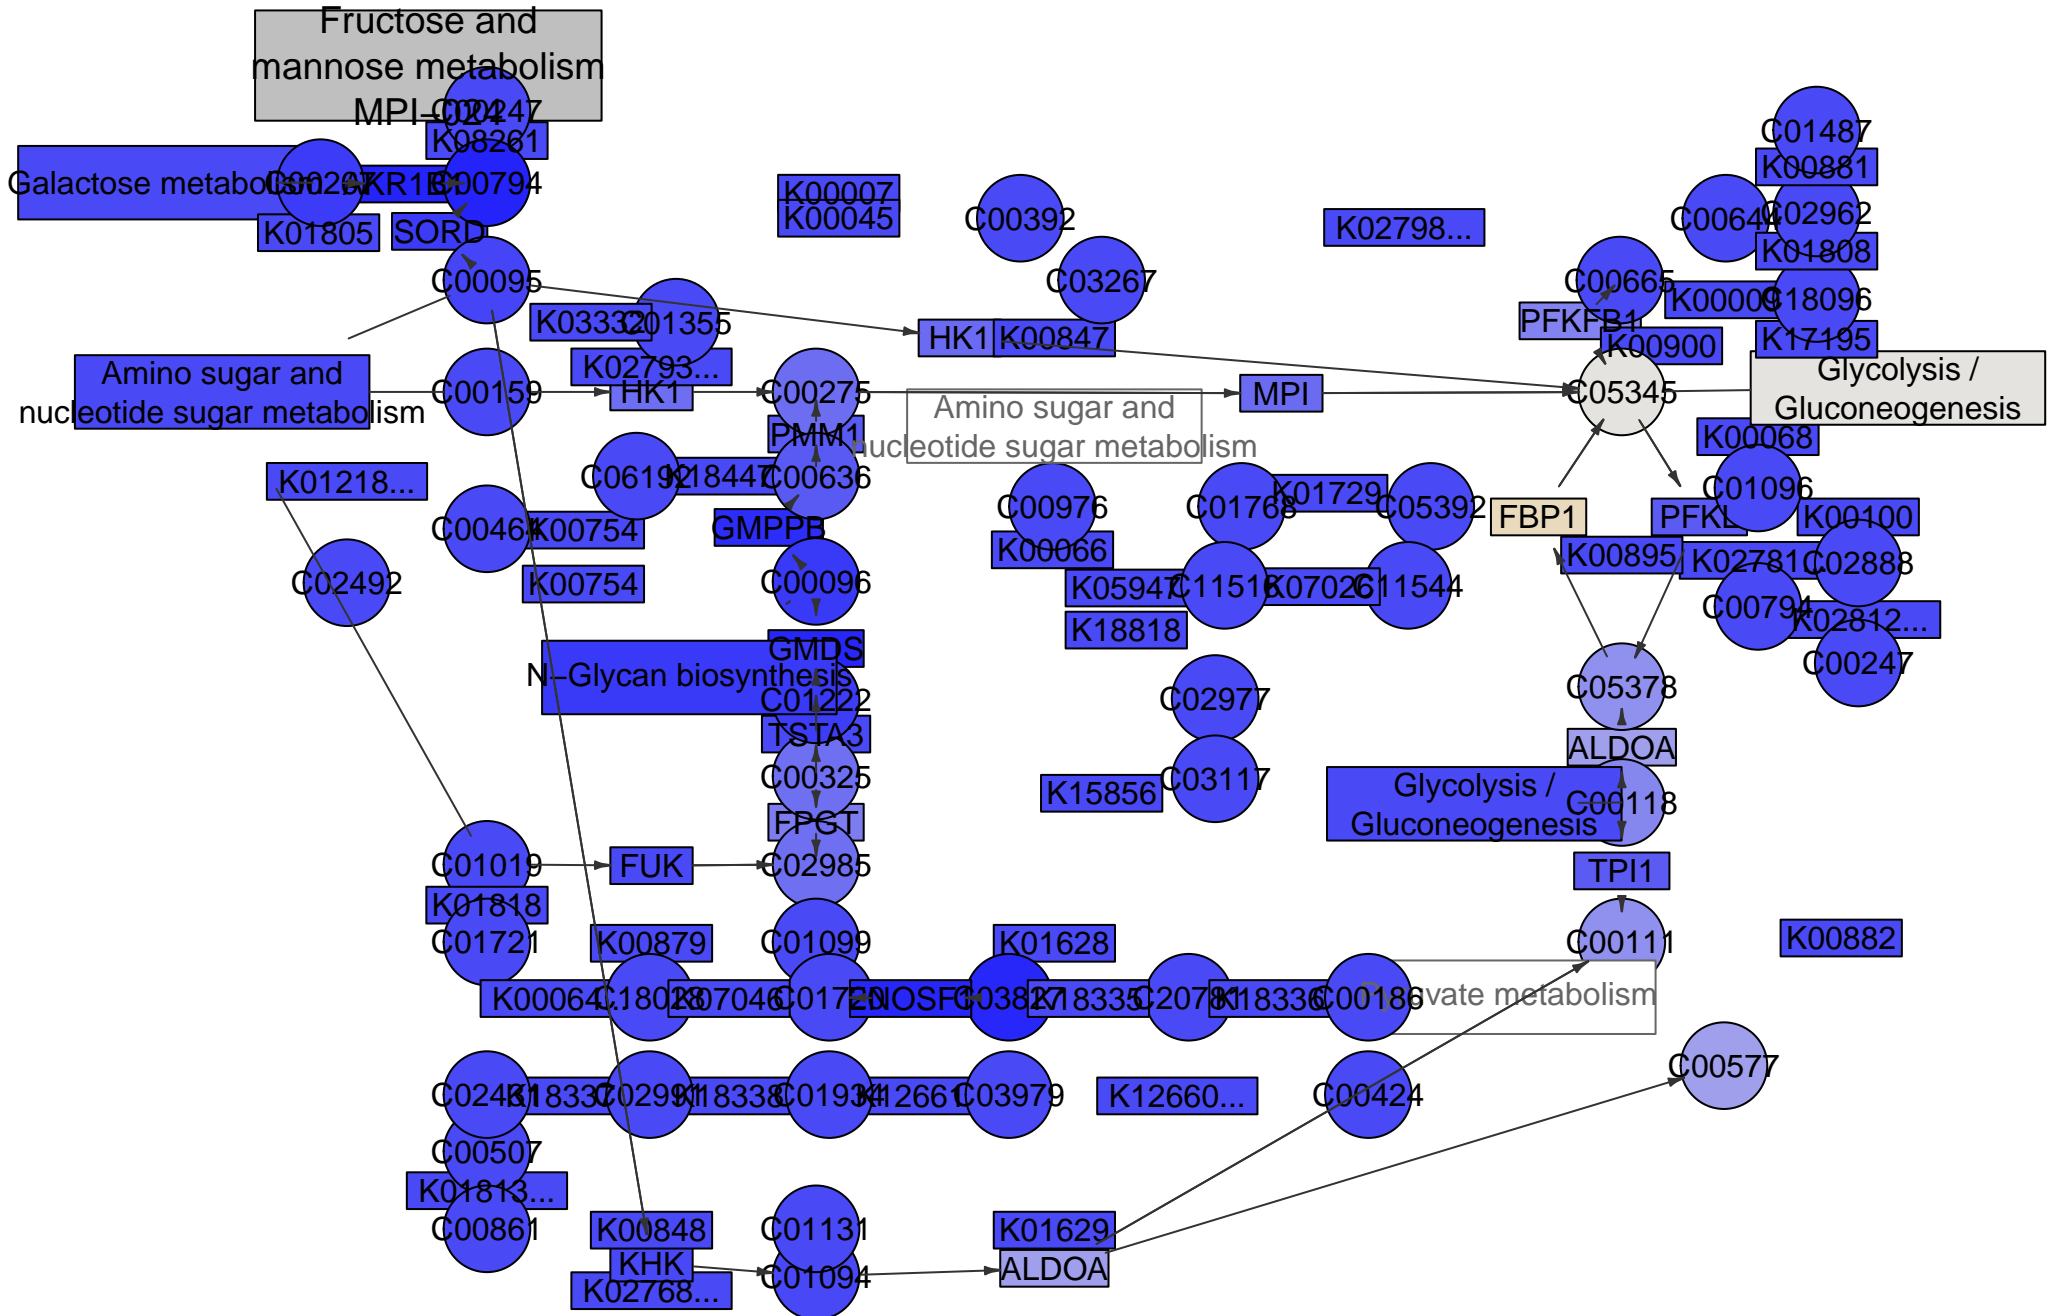 Fructose and
mannose metabolism
MPI-024
C00247
K08261
Galactose metabolism
C00267
AKR1B1
C00794
K01805
SORD
C00095
K00007
K00045
C00392
C03267
K02798...
C01487
K00881
C00644
C02962
K01808
C00665
K00009
C18096
PFKFB1
K17195
K00900
K03332
C01355
HK1
K00847
K02793...
Amino sugar and
nucleotide sugar metabolism
C00159
HK1
C00275
MPI
C05345
Glycolysis /
Gluconeogenesis
Amino sugar and
nucleotide sugar metabolism
PMM1
K00068
K01218...
C06192
K18447
C00636
C00976
C01768
K01729
C05392
C01096
C00464
K00754
GMPPB
K00066
FBP1
PFKL
K00100
K00895
K02781...
C02888
C02492
K00754
C00096
K05947
C11516
K07026
C11544
C00794
K02812...
K18818
GMDS
N-Glycan biosynthesis
C01222
TSTA3
C02977
C05378
C00247
ALDOA
C00325
K15856
C03117
Glycolysis /
Gluconeogenesis
C00118
FPGT
C01019
FUK
C02985
TPI1
K01818
C01721
K00879
C01099
K01628
C00111
K00882
K00064...
C18028
K07046
C01720
ENOSF1
C03827
K18335
C20781
K18336
C00186
Pyruvate metabolism
C00577
C02431
K18337
C02991
K18338
C01934
K12661
C03979
K12660...
C00424
C00507
K01813...
C00861
K00848
C01131
K01629
KHK
C01094
ALDOA
K02768...